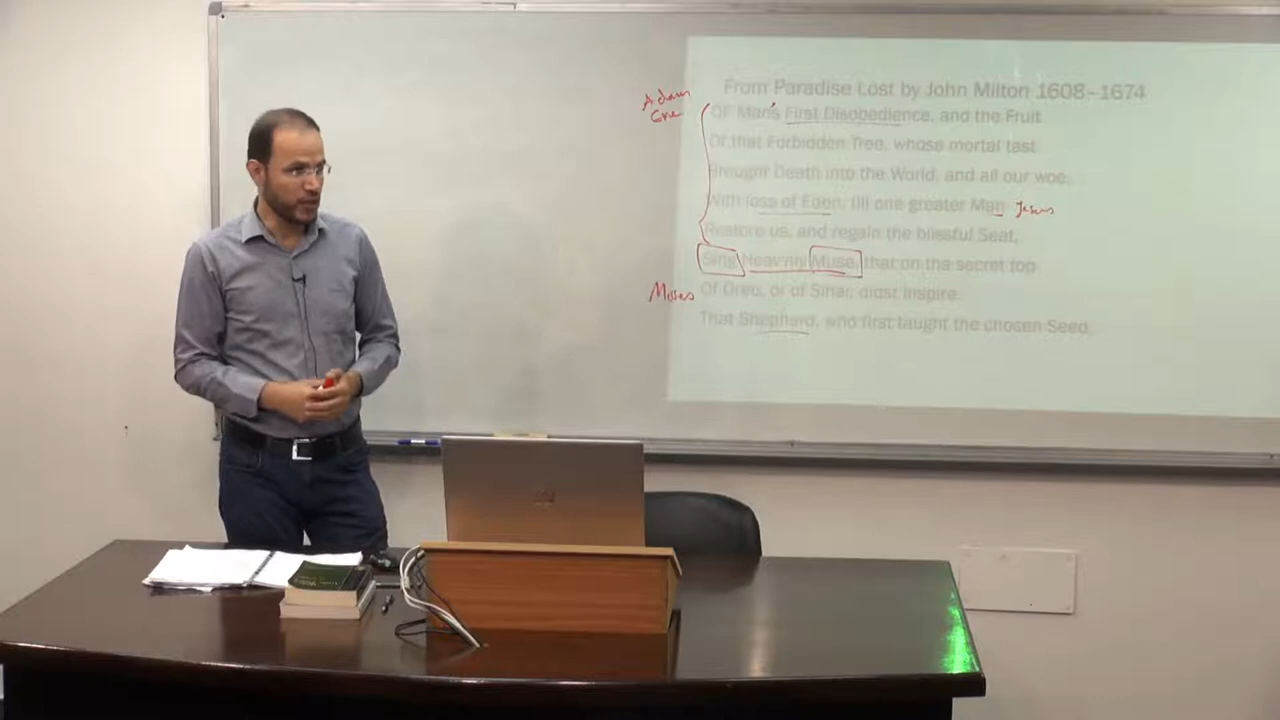 From Paradise Lost by John Milton 1608–1674
Adam
Eve
OF Man's First Disobedience, and the Fruit
Of that Forbidden Tree, whose mortal tast
Brought Death into the World, and all our woe,
With loss of Eden, till one greater Man Jesus
Restore us, and regain the blissful Seat,
Sing Heav'nly Muse, that on the secret top
Moses Of Oreb, or of Sinai, didst inspire
That Shepherd, who first taught the chosen Seed,